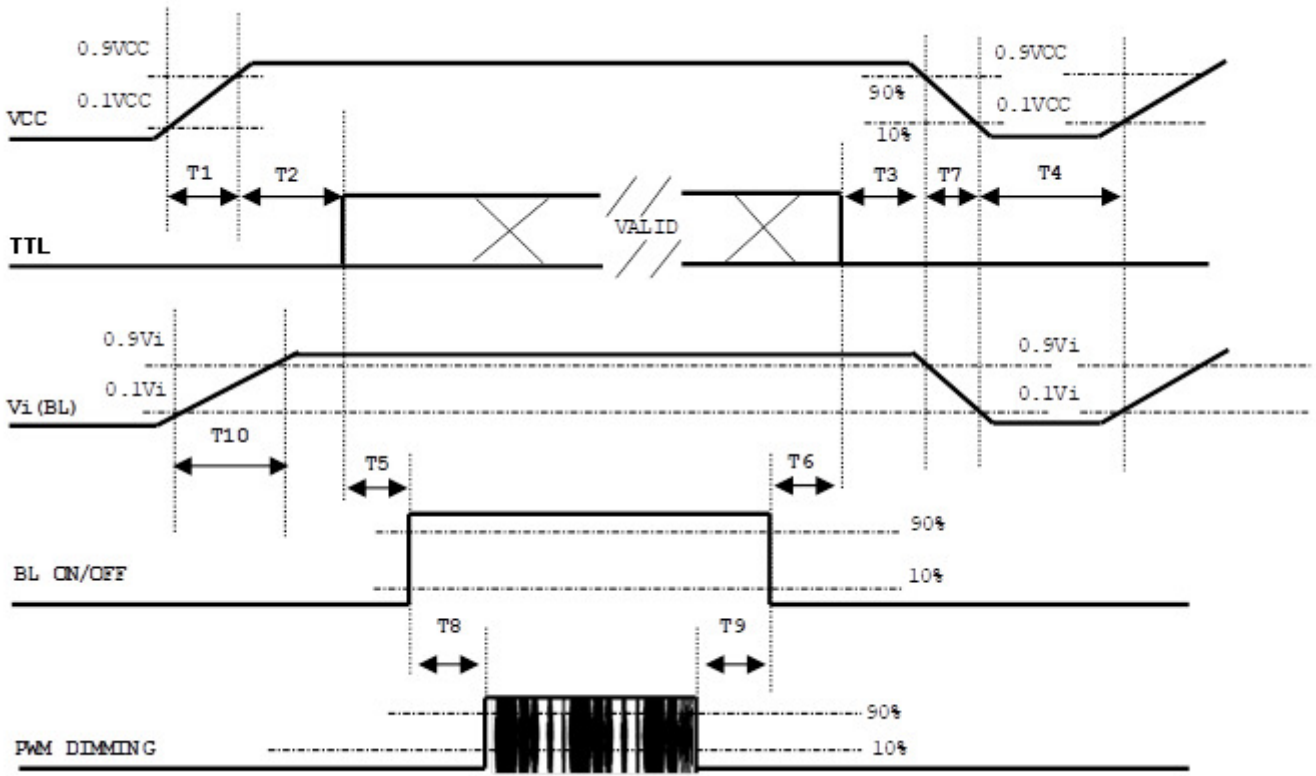 0.9VCC
0.9VCC
90%
0.1VCC
0.1VCC
VCC
10%
T1
T2
T3
T7
T4
VALID
TTL
0.9Vi
0.9Vi
0.1Vi
0.1Vi
Vi(BL)
T10
T5
T6
90%
BL ON/OFF
10%
T8
T9
90%
PWM DIMMING
10%